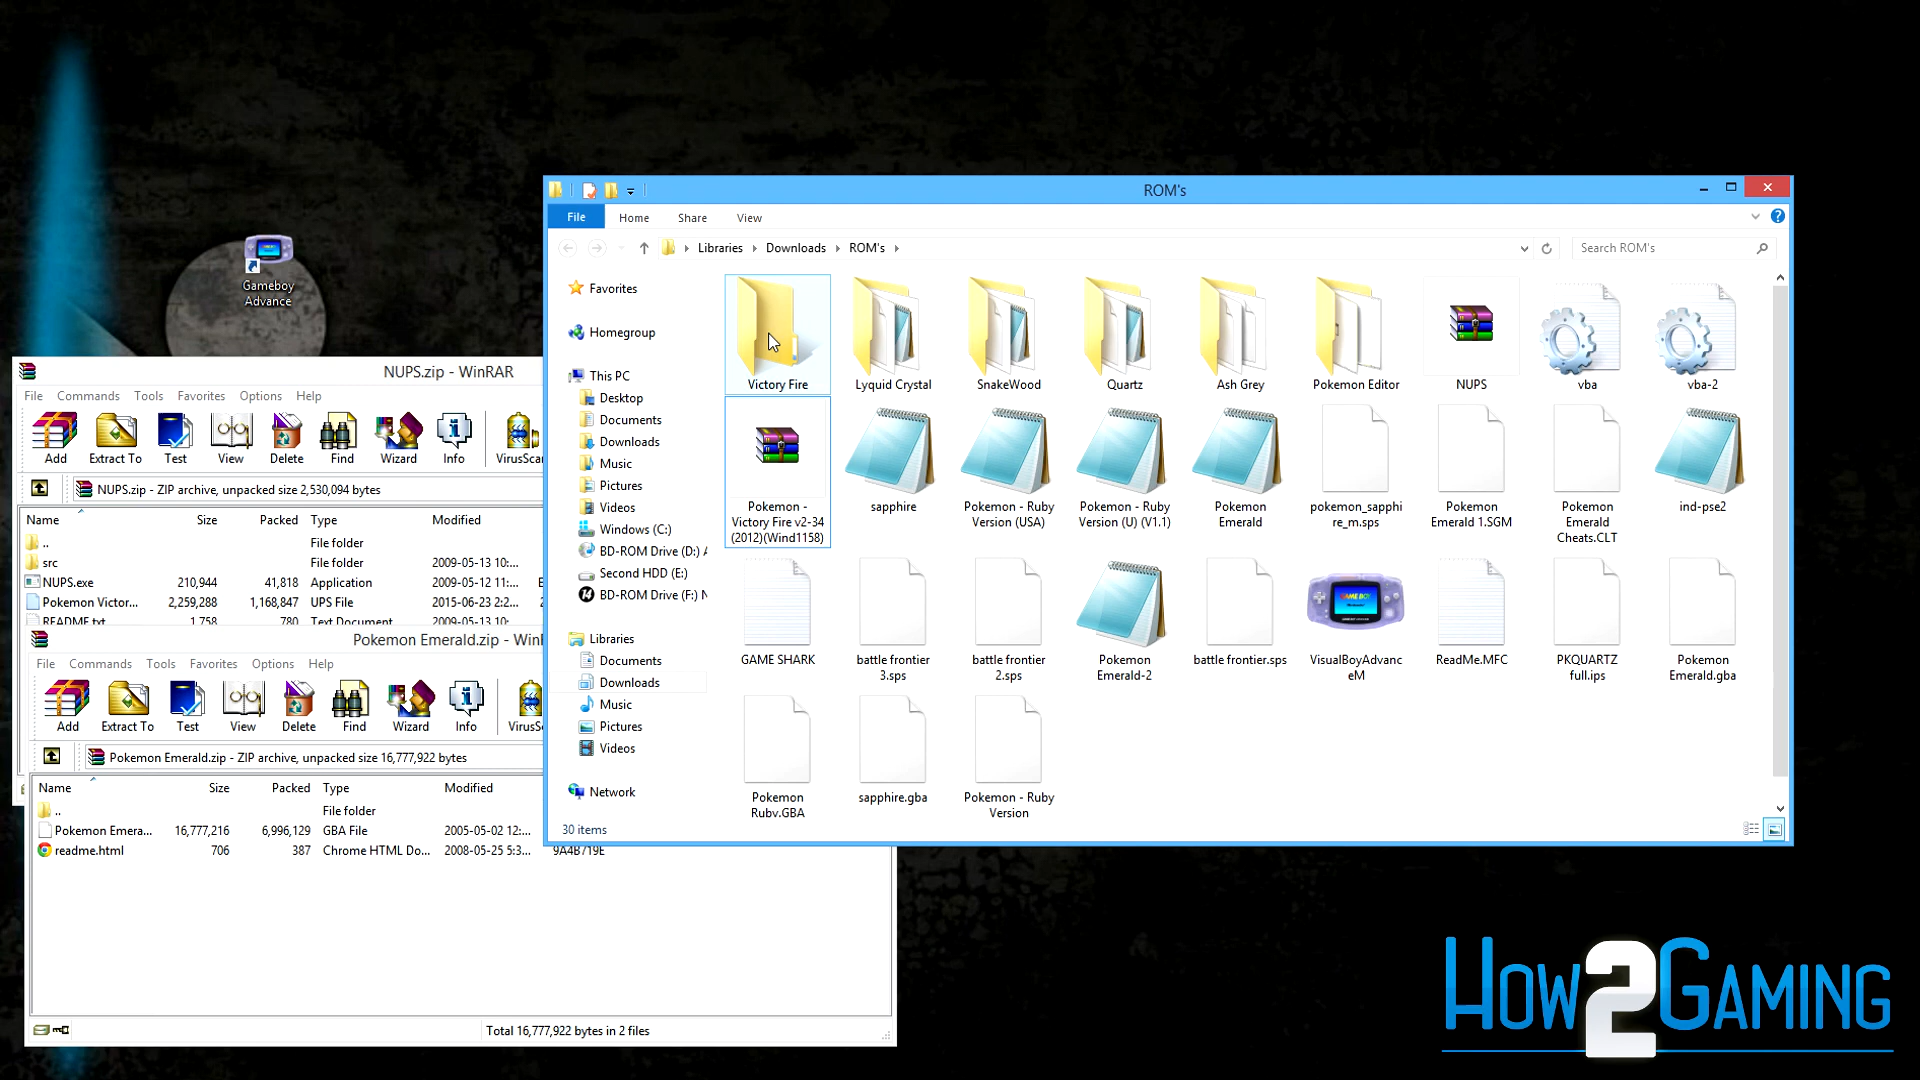 Gameboy
Advance
NUPS.zip - WinRAR
File Commands Tools Favorites Options Help
Add Extract To Test View Delete Find Wizard Info
NUPS.zip - ZIP archive, unpacked size 2,530,094 bytes
Name Size Packed Type Modified
.. File folder
src File folder 2009-05-13 10:...
NUPS.exe 210,944 41,818 Application 2009-05-12 11:...
Pokemon Victor... 2,259,288 1,168,847 UPS File 2015-06-23 2:2...
README.txt 1,758 780 Text Document 2009-05-13 10:...
Pokemon Emerald.zip -
File Commands Tools Favorites Options Help
Add Extract To Test View Delete Find Wizard Info
Pokemon Emerald.zip - ZIP archive, unpacked size 16,777,922 bytes
Name Size Packed Type Modified
.. File folder
Pokemon Emera... 16,777,216 6,996,129 GBA File 2005-05-02 12:...
readme.html 706 387 Chrome HTML Do... 2008-05-25 5:3... 9A4B719E
Total 16,777,922 bytes in 2 files
ROM's
File Home Share View
Libraries Downloads ROM's
Search ROM's
Favorites
Homegroup
This PC
Desktop
Documents
Downloads
Music
Pictures
Videos
Windows (C:)
BD-ROM Drive (D:) A
Second HDD (E:)
BD-ROM Drive (F:) N
Libraries
Documents
Downloads
Music
Pictures
Videos
Network
Victory Fire Lyquid Crystal SnakeWood Quartz Ash Grey Pokemon Editor NUPS vba vba-2
Pokemon -
Victory Fire v2-34
(2012)(Wind1158)
sapphire
Pokemon - Ruby
Version (USA)
Pokemon - Ruby
Version (U) (V1.1)
Pokemon
Emerald
pokemon_sapphi
re_m.sps
Pokemon
Emerald 1.SGM
Pokemon
Emerald
Cheats.CLT
ind-pse2
GAME SHARK
battle frontier
3.sps
battle frontier
2.sps
Pokemon
Emerald-2
battle frontier.sps
VisualBoyAdvanc
eM
ReadMe.MFC
PKQUARTZ
full.ips
Pokemon
Emerald.gba
Pokemon
Ruby.GBA
sapphire.gba
Pokemon - Ruby
Version
30 items
How2Gaming